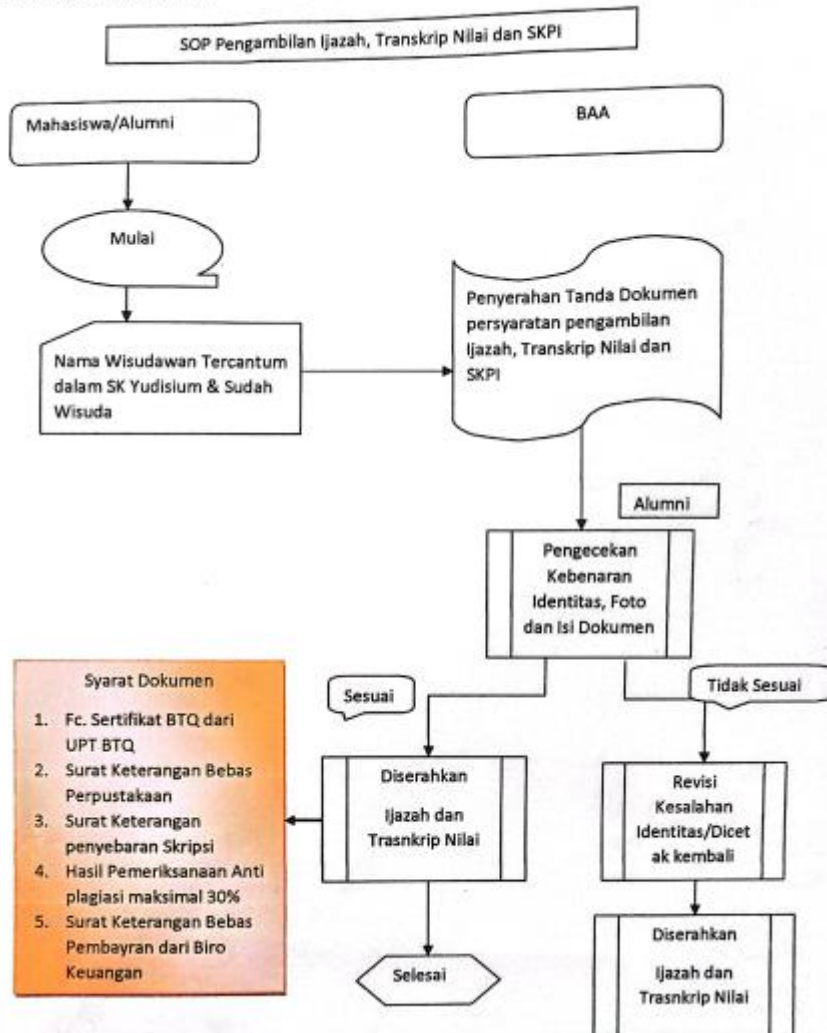 SOP Pengambilan Ijazah, Transkrip Nilai dan SKPI
Mahasiswa/Alumni
BAA
Mulai
Nama Wisudawan Tercantum
dalam SK Yudisium & Sudah
Wisuda
Penyerahan Tanda Dokumen
persyaratan pengambilan
Ijazah, Transkrip Nilai dan
SKPI
Alumni
Pengecekan
Kebenaran
Identitas, Foto
dan Isi Dokumen
Sesuai
Tidak Sesuai
Syarat Dokumen
1. Fc. Sertifikat BTQ dari
UPT BTQ
2. Surat Keterangan Bebas
Perpustakaan
3. Surat Keterangan
penyebaran Skripsi
4. Hasil Pemeriksanaan Anti
plagiasi maksimal 30%
5. Surat Keterangan Bebas
Pembayran dari Biro
Keuangan
Diserahkan
Ijazah dan
Trasnkrip Nilai
Revisi
Kesalahan
Identitas/Dicet
ak kembali
Selesai
Diserahkan
Ijazah dan
Trasnkrip Nilai